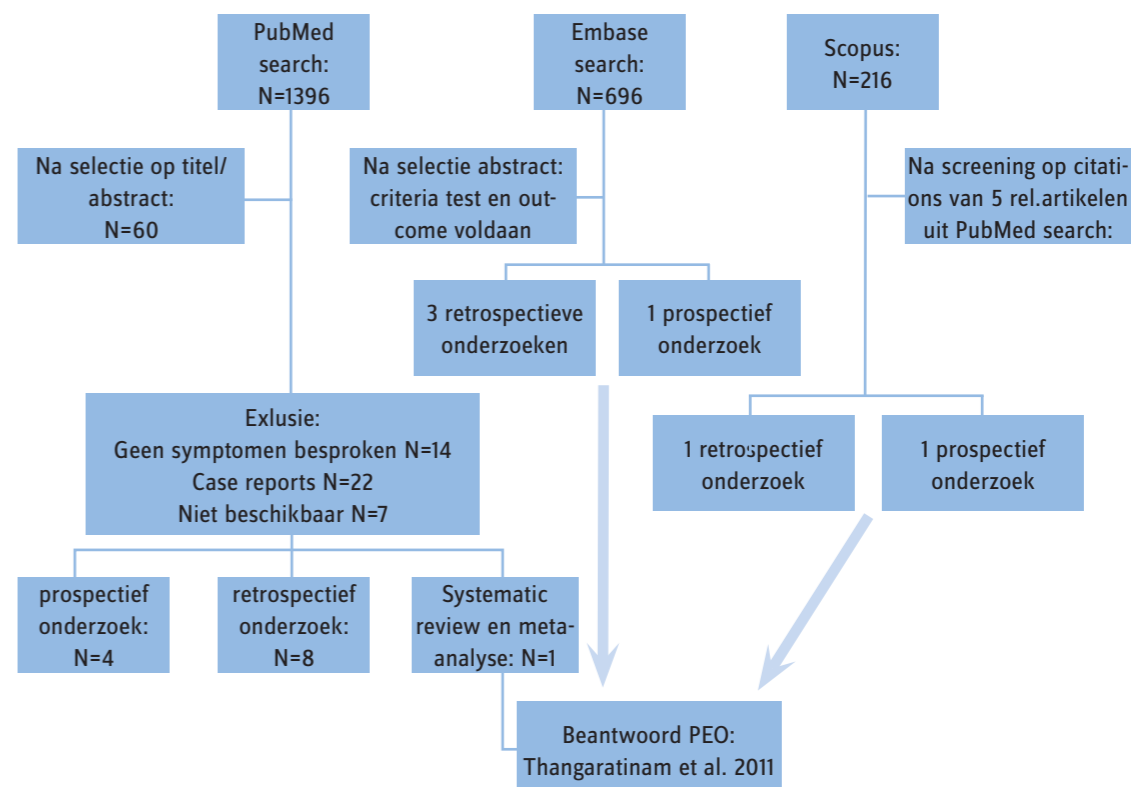 PubMed
search:
N=1396
Embase
search:
N=696
Scopus:
N=216
Na selectie op titel/
abstract:
N=60
Na selectie abstract:
criteria test en out-
come voldaan
Na screening op citati-
ons van 5 rel.artikelen
uit PubMed search:
3 retrospectieve
onderzoeken
1 prospectief
onderzoek
Exlusie:
Geen symptomen besproken N=14
Case reports N=22
Niet beschikbaar N=7
1 retrospectief
onderzoek
1 prospectief
onderzoek
prospectief
onderzoek:
N=4
retrospectief
onderzoek:
N=8
Systematic
review en meta-
analyse: N=1
Beantwoord PEO:
Thangaratinam et al. 2011